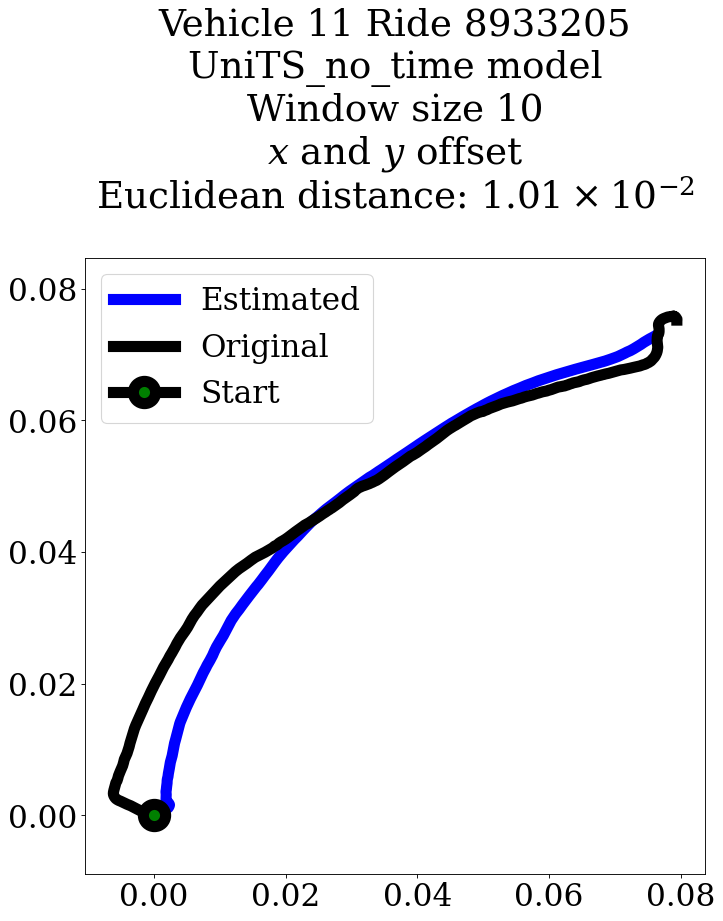 Vehicle 11 Ride 8933205
UniTS_no_time model
Window size 10
x and y offset
Euclidean distance: 1.01 × 10⁻²
Estimated
Original
Start
0.08
0.06
0.04
0.02
0.00
0.00 0.02 0.04 0.06 0.08